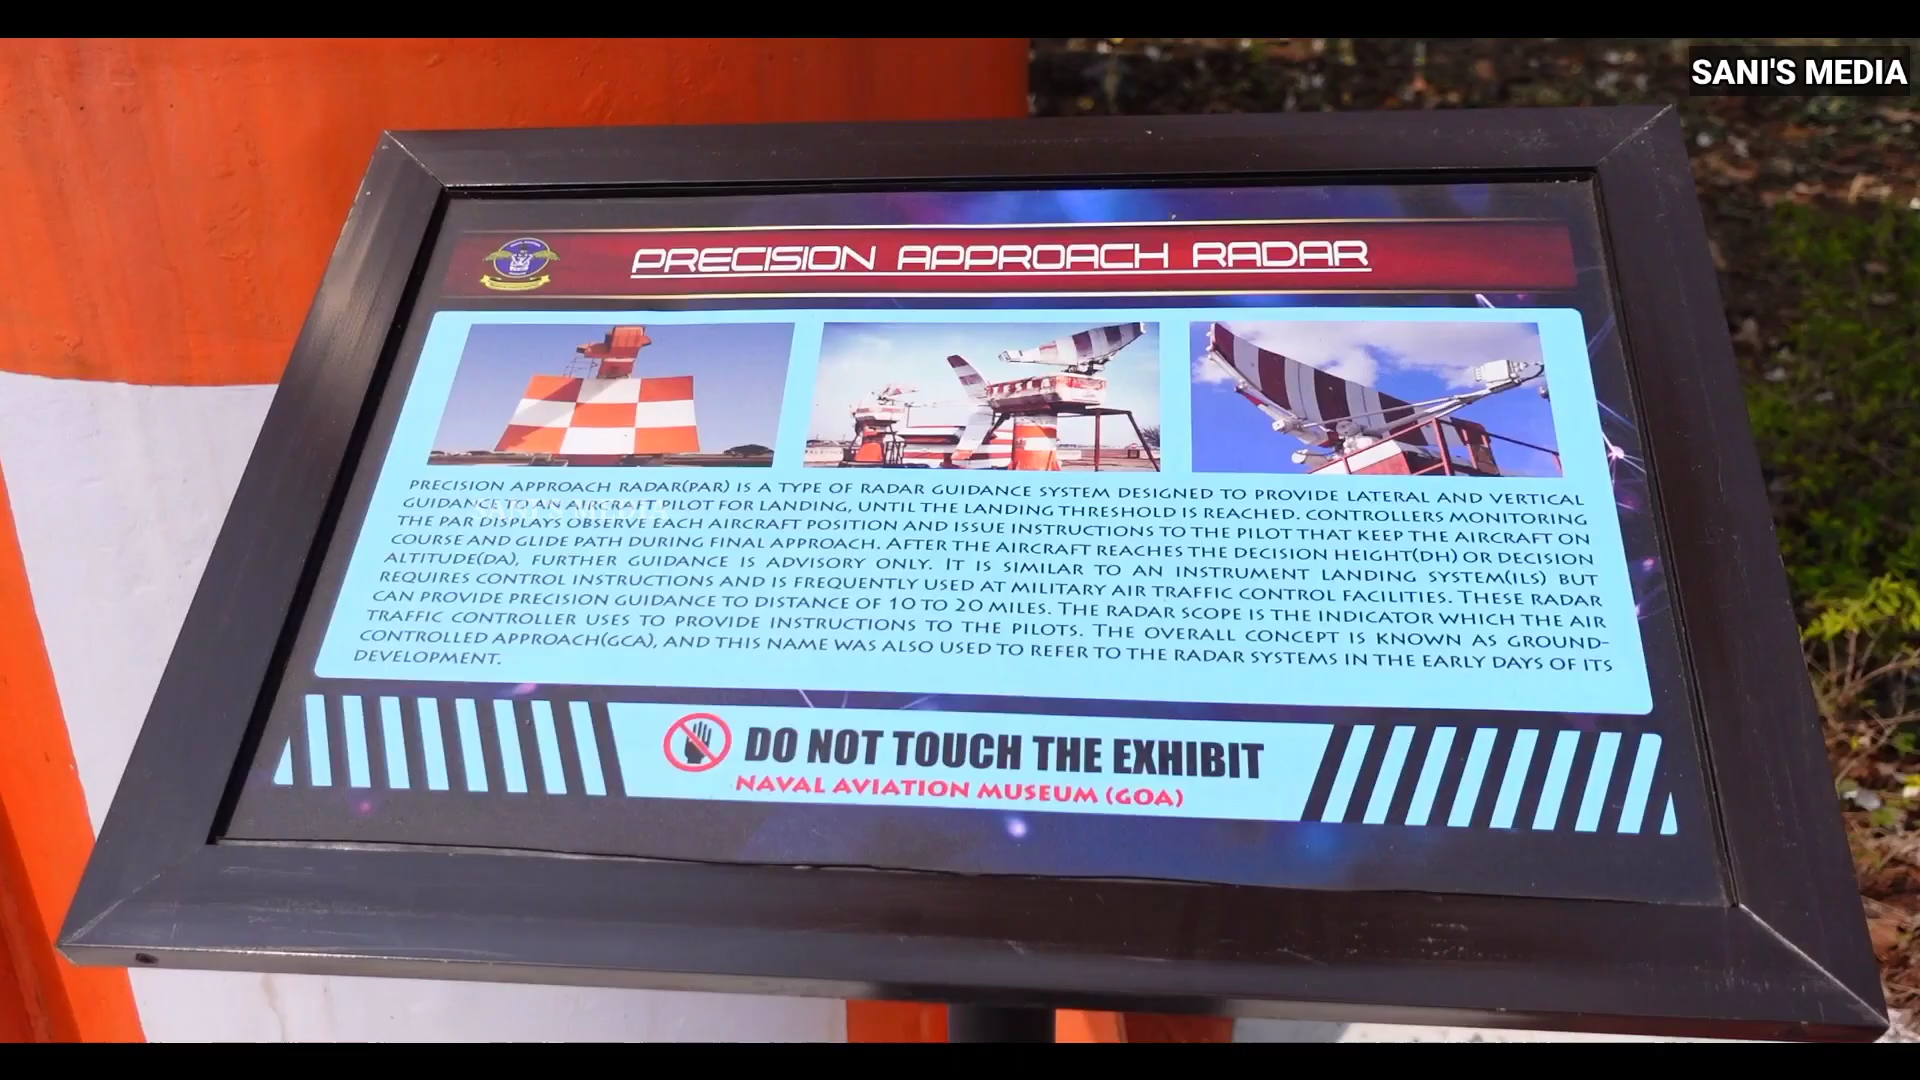 SANI'S MEDIA
PRECISION APPROACH RADAR
PRECISION APPROACH RADAR(PAR) IS A TYPE OF RADAR GUIDANCE SYSTEM DESIGNED TO PROVIDE LATERAL AND VERTICAL
GUIDANCE TO AN AIRCRAFT PILOT FOR LANDING, UNTIL THE LANDING THRESHOLD IS REACHED. CONTROLLERS MONITORING
THE PAR DISPLAYS OBSERVE EACH AIRCRAFT POSITION AND ISSUE INSTRUCTIONS TO THE PILOT THAT KEEP THE AIRCRAFT ON
COURSE AND GLIDE PATH DURING FINAL APPROACH. AFTER THE AIRCRAFT REACHES THE DECISION HEIGHT(DH) OR DECISION
ALTITUDE(DA), FURTHER GUIDANCE IS ADVISORY ONLY. IT IS SIMILAR TO AN INSTRUMENT LANDING SYSTEM(ILS) BUT
REQUIRES CONTROL INSTRUCTIONS AND IS FREQUENTLY USED AT MILITARY AIR TRAFFIC CONTROL FACILITIES. THESE RADAR
CAN PROVIDE PRECISION GUIDANCE TO DISTANCE OF 10 TO 20 MILES. THE RADAR SCOPE IS THE INDICATOR WHICH THE AIR
TRAFFIC CONTROLLER USES TO PROVIDE INSTRUCTIONS TO THE PILOTS. THE OVERALL CONCEPT IS KNOWN AS GROUND-
CONTROLLED APPROACH(GCA), AND THIS NAME WAS ALSO USED TO REFER TO THE RADAR SYSTEMS IN THE EARLY DAYS OF ITS
DEVELOPMENT.
SANI'S MEDIA
DO NOT TOUCH THE EXHIBIT
NAVAL AVIATION MUSEUM (GOA)